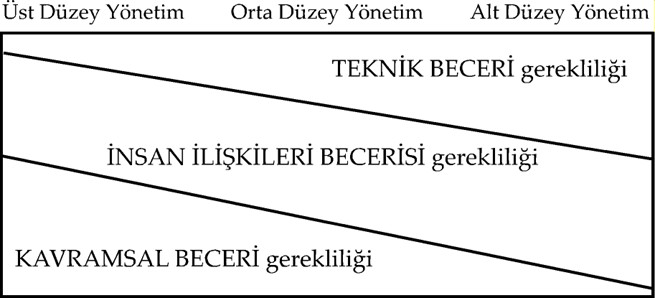 Üst Düzey Yönetim Orta Düzey Yönetim Alt Düzey Yönetim
TEKNİK BECERİ gerekliliği
İNSAN İLİŞKİLERİ BECERİSİ gerekliliği
KAVRAMSAL BECERİ gerekliliği